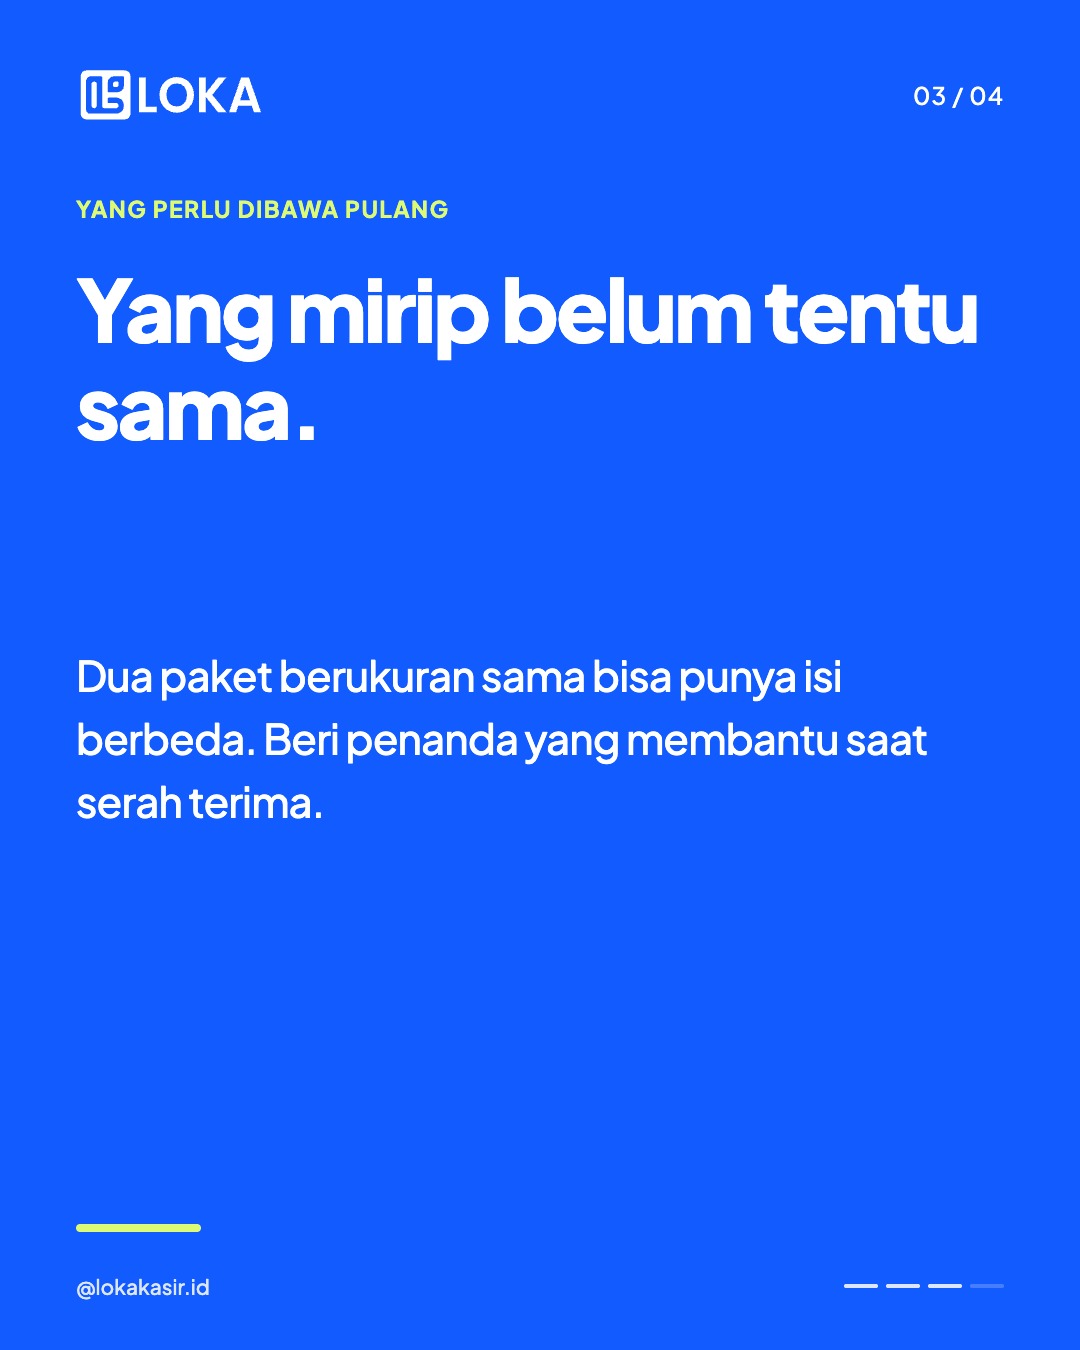 LOKA
03 / 04
YANG PERLU DIBAWA PULANG
Yang mirip belum tentu
sama.
Dua paket berukuran sama bisa punya isi
berbeda. Beri penanda yang membantu saat
serah terima.
@lokakasir.id